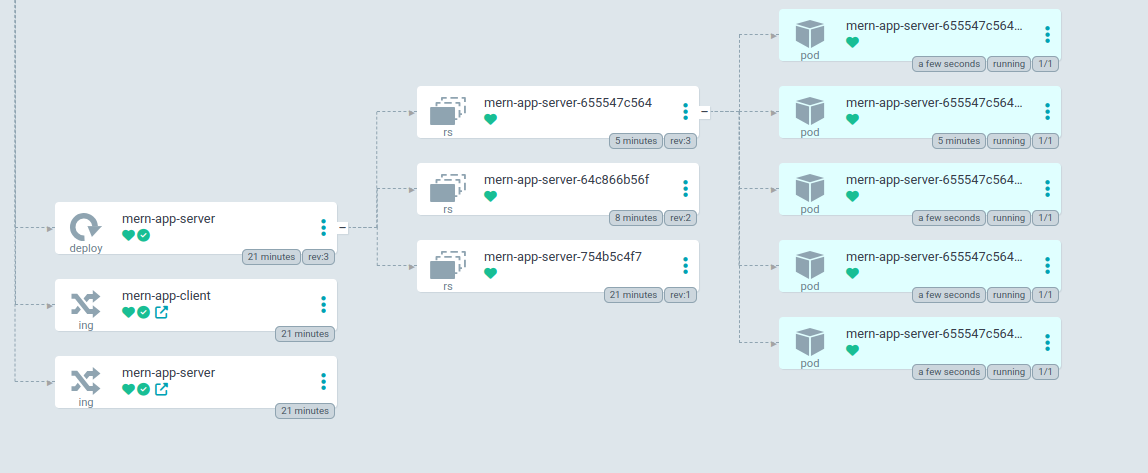 mern-app-server
deploy
21 minutes rev:3
mern-app-client
ing
21 minutes
mern-app-server
ing
21 minutes
mern-app-server-655547c564
rs
5 minutes rev:3
mern-app-server-64c866b56f
rs
8 minutes rev:2
mern-app-server-754b5c4f7
rs
21 minutes rev:1
mern-app-server-655547c564...
pod
a few seconds running 1/1
mern-app-server-655547c564...
pod
5 minutes running 1/1
mern-app-server-655547c564...
pod
a few seconds running 1/1
mern-app-server-655547c564...
pod
a few seconds running 1/1
mern-app-server-655547c564...
pod
a few seconds running 1/1